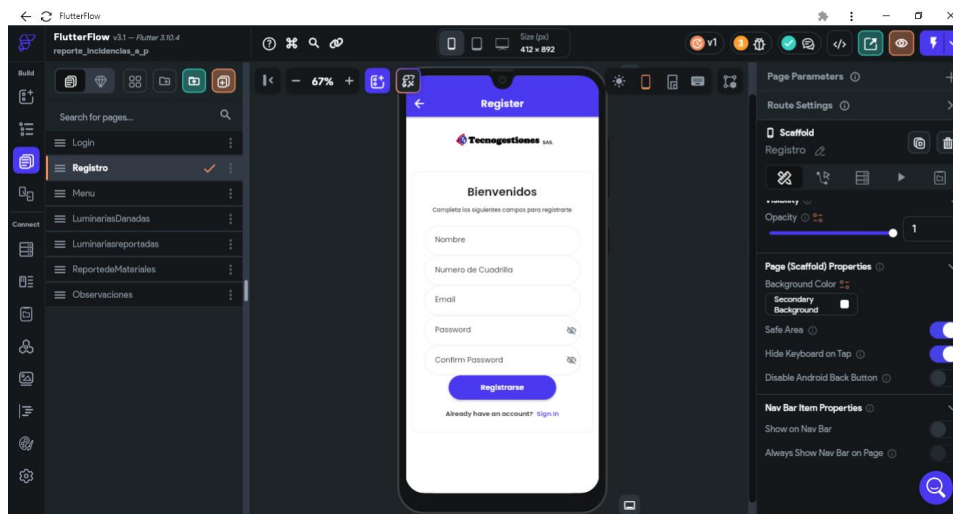 FlutterFlow
FlutterFlow v3.1 – Flutter 3.10.4
reporte_Incidencias_a_p
Size (px)
412 × 892
v1
3
Build
Connect
Search for pages...
Login
Registro
Menu
LuminariasDanadas
Luminariasreportadas
ReportedeMateriales
Observaciones
67%
Register
Tecnogestiones SAS.
Bienvenidos
Completa los siguientes campos para registrarte
Nombre
Numero de Cuadrilla
Email
Password
Confirm Password
Registrarse
Already have an account? Sign In
Page Parameters
Route Settings
Scaffold
Registro
Visibility
Opacity
1
Page (Scaffold) Properties
Background Color
Secondary
Background
Safe Area
Hide Keyboard on Tap
Disable Android Back Button
Nav Bar Item Properties
Show on Nav Bar
Always Show Nav Bar on Page